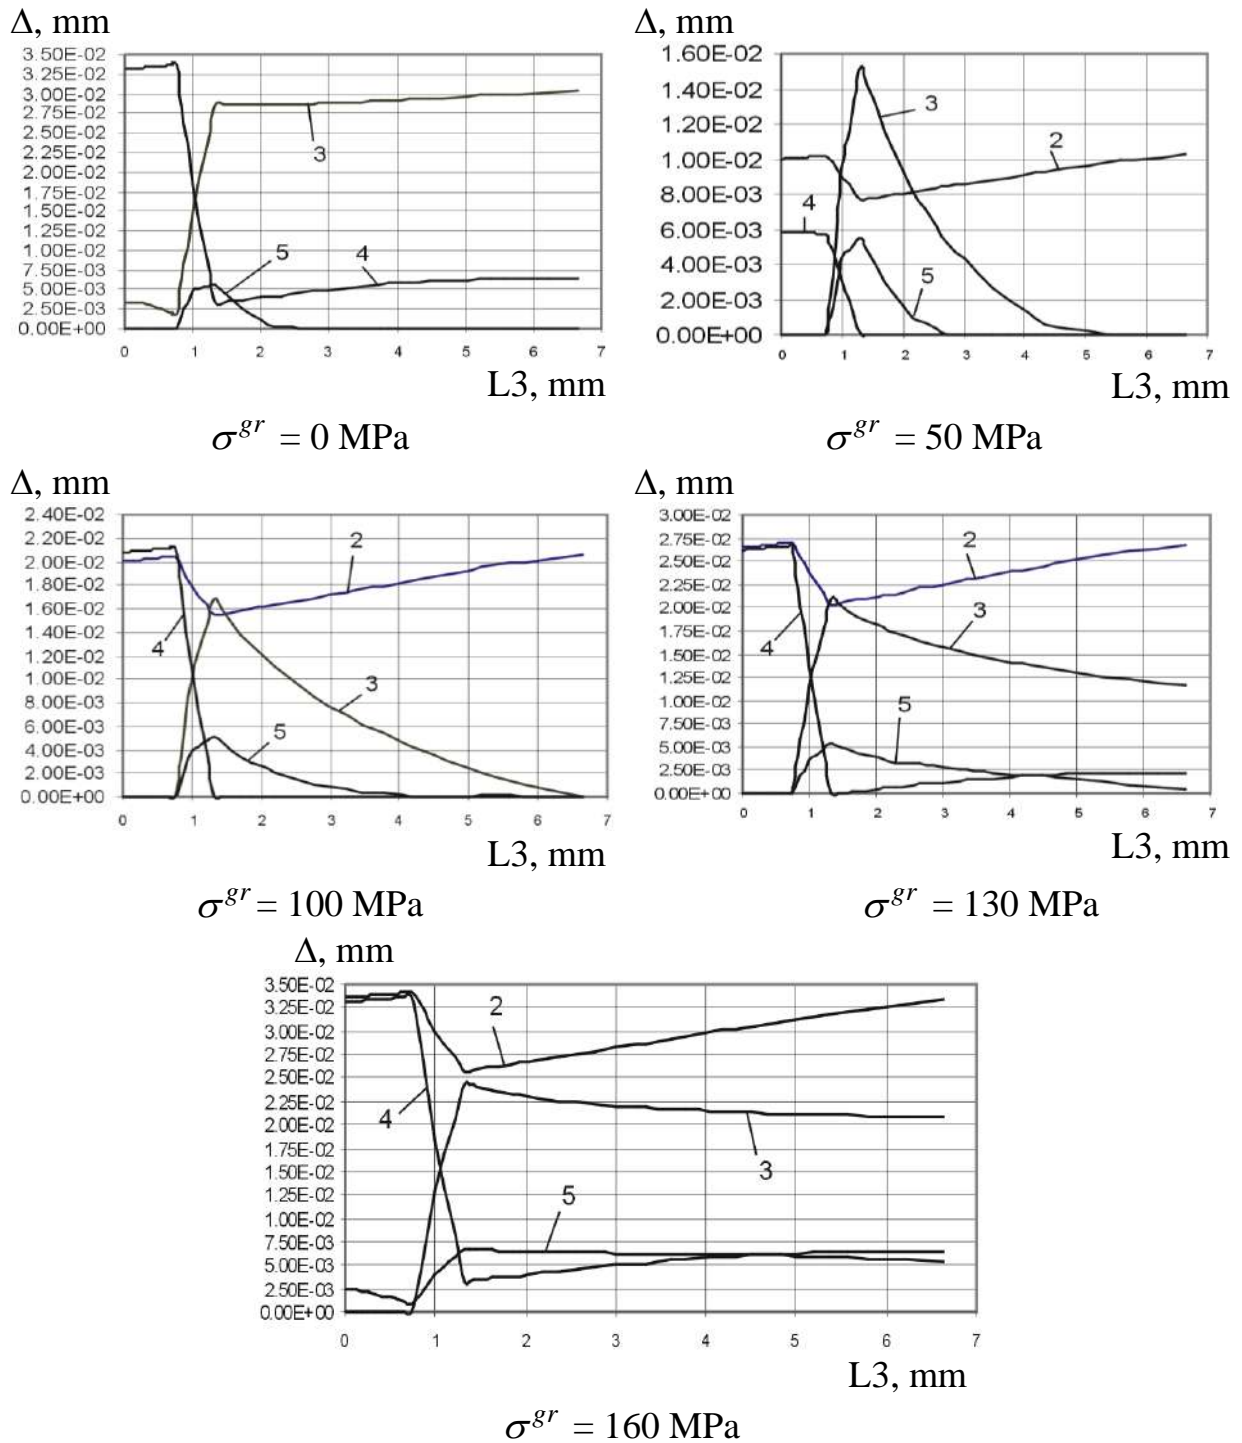 Δ, mm
3.50E-02
3.25E-02
3.00E-02
2.75E-02
2.50E-02
2.25E-02
2.00E-02
1.75E-02
1.50E-02
1.25E-02
1.00E-02
7.50E-03
5.00E-03
2.50E-03
0.00E+00
3
5
4
0 1 2 3 4 5 6 7
L3, mm
σ^gr = 0 MPa
Δ, mm
1.60E-02
1.40E-02
1.20E-02
1.00E-02
8.00E-03
6.00E-03
4.00E-03
2.00E-03
0.00E+00
3
2
4
5
0 1 2 3 4 5 6 7
L3, mm
σ^gr = 50 MPa
Δ, mm
2.40E-02
2.20E-02
2.00E-02
1.80E-02
1.60E-02
1.40E-02
1.20E-02
1.00E-02
8.00E-03
6.00E-03
4.00E-03
2.00E-03
0.00E+00
2
4
3
5
0 1 2 3 4 5 6 7
L3, mm
σ^gr = 100 MPa
Δ, mm
3.00E-02
2.75E-02
2.50E-02
2.25E-02
2.00E-02
1.75E-02
1.50E-02
1.25E-02
1.00E-02
7.50E-03
5.00E-03
2.50E-03
0.00E+00
2
3
4
5
0 1 2 3 4 5 6 7
L3, mm
σ^gr = 130 MPa
Δ, mm
3.50E-02
3.25E-02
3.00E-02
2.75E-02
2.50E-02
2.25E-02
2.00E-02
1.75E-02
1.50E-02
1.25E-02
1.00E-02
7.50E-03
5.00E-03
2.50E-03
0.00E+00
2
4
3
5
0 1 2 3 4 5 6 7
L3, mm
σ^gr = 160 MPa